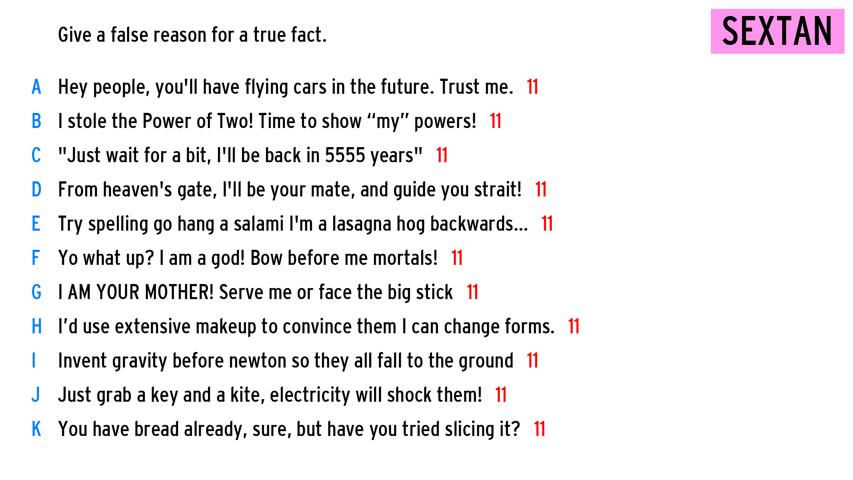 Give a false reason for a true fact.
SEXTAN
A Hey people, you'll have flying cars in the future. Trust me. 11
B I stole the Power of Two! Time to show “my” powers! 11
C "Just wait for a bit, I'll be back in 5555 years" 11
D From heaven's gate, I'll be your mate, and guide you strait! 11
E Try spelling go hang a salami I'm a lasagna hog backwards... 11
F Yo what up? I am a god! Bow before me mortals! 11
G I AM YOUR MOTHER! Serve me or face the big stick 11
H I’d use extensive makeup to convince them I can change forms. 11
I Invent gravity before newton so they all fall to the ground 11
J Just grab a key and a kite, electricity will shock them! 11
K You have bread already, sure, but have you tried slicing it? 11